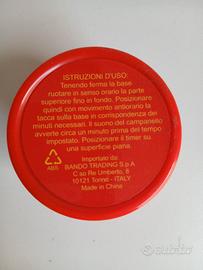 ISTRUZIONI D'USO:
Tenendo ferma la base
ruotare in senso orario la parte
superiore fino in fondo. Posizionare
quindi con movimento antiorario la
tacca sulla base in corrispondenza dei
minuti necessari. Il suono del campanello
avverte circa un minuto prima del tempo
impostato. Posizionare il timer su
una superficie piana.
Importato da:
BANDO TRADING S.p.A
C.so Re Umberto, 8
10121 Torino - ITALY
Made in China
ABS
subito